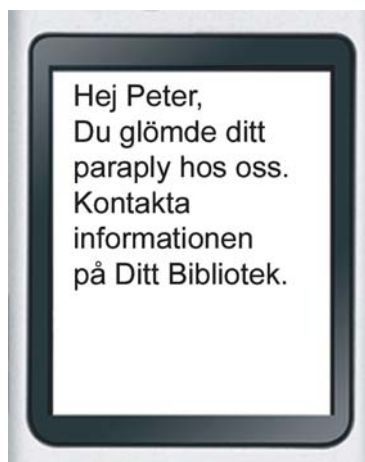 Hej Peter,
Du glömde ditt
paraply hos oss.
Kontakta
informationen
på Ditt Bibliotek.